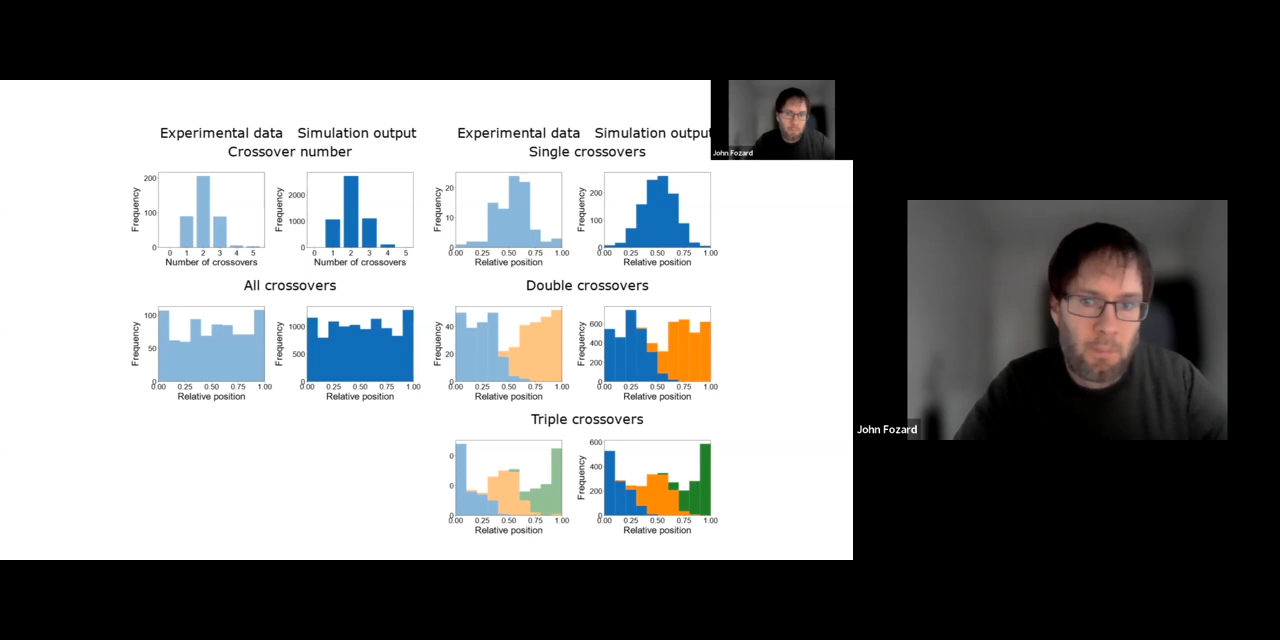 Experimental data Simulation output
Crossover number
Experimental data Simulation output
Single crossovers
John Fozard
Frequency
200
100
0
0 1 2 3 4 5
Number of crossovers
Frequency
2000
1000
0
0 1 2 3 4 5
Number of crossovers
Frequency
20
10
0
0.00 0.25 0.50 0.75 1.00
Relative position
Frequency
200
100
0
0.00 0.25 0.50 0.75 1.00
Relative position
All crossovers
Double crossovers
Frequency
100
50
0
0.00 0.25 0.50 0.75 1.00
Relative position
Frequency
1000
500
0
0.00 0.25 0.50 0.75 1.00
Relative position
Frequency
40
20
0
0.00 0.25 0.50 0.75 1.00
Relative position
Frequency
600
400
200
0
0.00 0.25 0.50 0.75 1.00
Relative position
Triple crossovers
Frequency
0
0
0.00 0.25 0.50 0.75 1.00
Relative position
Frequency
600
400
200
0
0.00 0.25 0.50 0.75 1.00
Relative position
John Fozard